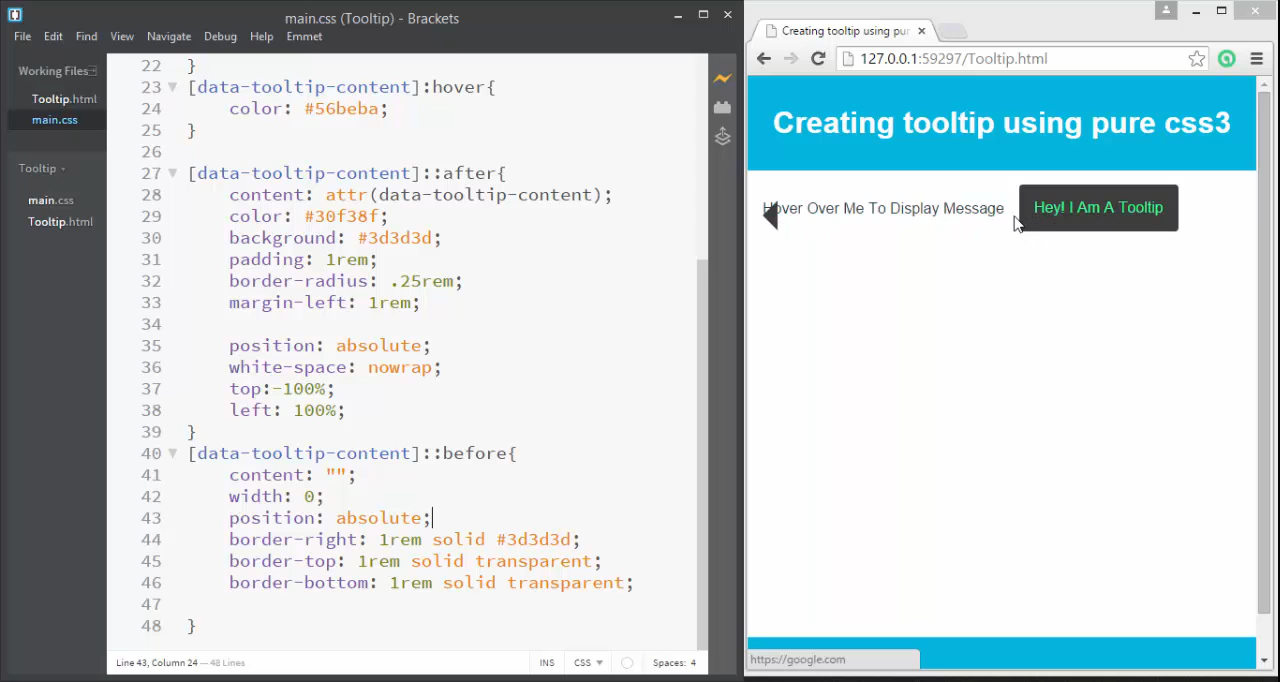 main.css (Tooltip) - Brackets
File Edit Find View Navigate Debug Help Emmet
Working Files
Tooltip.html
main.css
Tooltip
main.css
Tooltip.html
22 }
23 [data-tooltip-content]:hover{
24 color: #56beba;
25 }
26
27 [data-tooltip-content]::after{
28 content: attr(data-tooltip-content);
29 color: #30f38f;
30 background: #3d3d3d;
31 padding: 1rem;
32 border-radius: .25rem;
33 margin-left: 1rem;
34
35 position: absolute;
36 white-space: nowrap;
37 top:-100%;
38 left: 100%;
39 }
40 [data-tooltip-content]::before{
41 content: "";
42 width: 0;
43 position: absolute;
44 border-right: 1rem solid #3d3d3d;
45 border-top: 1rem solid transparent;
46 border-bottom: 1rem solid transparent;
47
48 }
Line 43, Column 24 — 48 Lines
INS CSS Spaces: 4
Creating tooltip using pur
127.0.0.1:59297/Tooltip.html
Creating tooltip using pure css3
Hover Over Me To Display Message
Hey! I Am A Tooltip
https://google.com